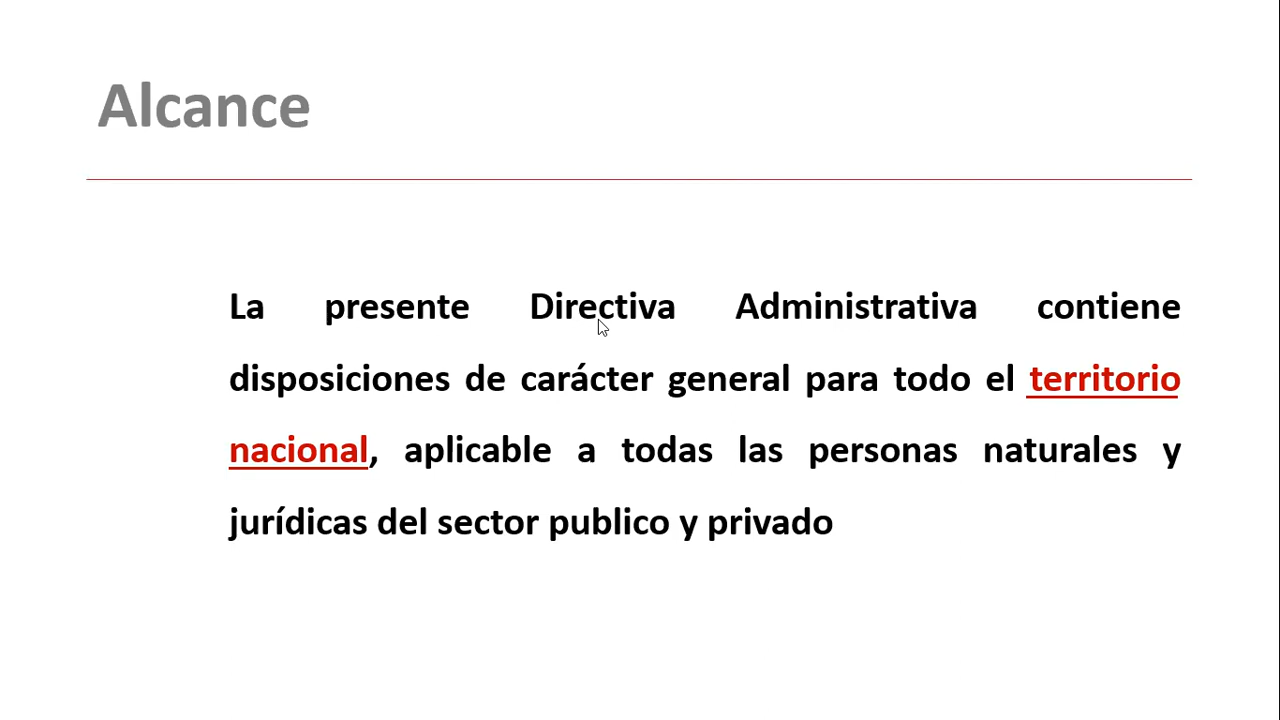 Alcance
La presente Directiva Administrativa contiene
disposiciones de carácter general para todo el territorio
nacional, aplicable a todas las personas naturales y
jurídicas del sector publico y privado